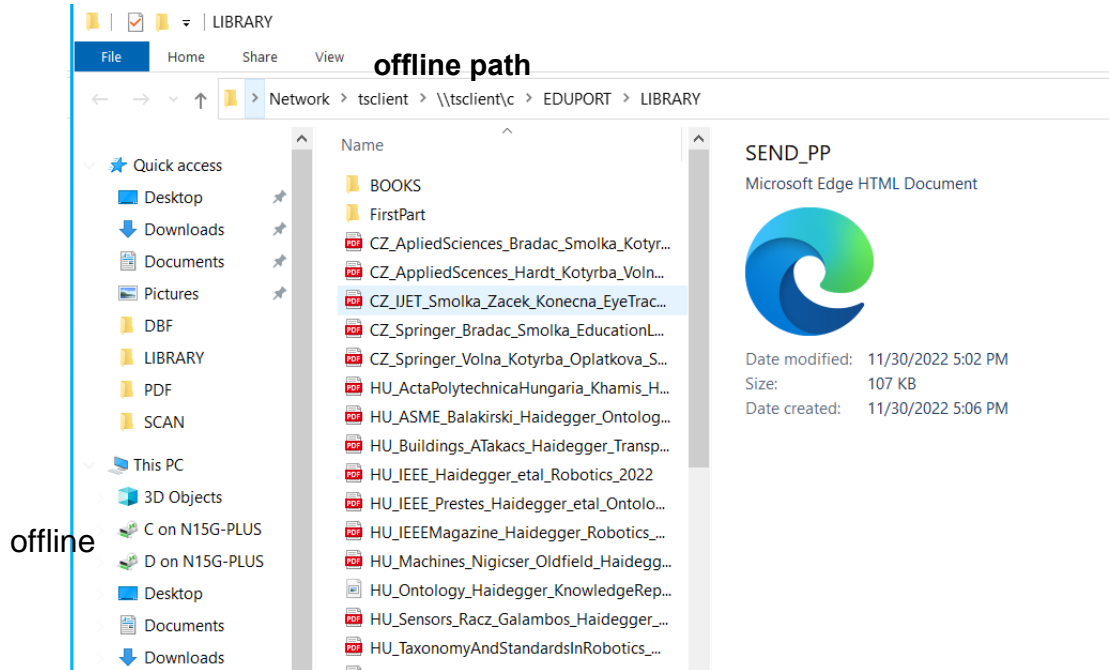 LIBRARY
File Home Share View
offline path
Network > tsclient > \\tsclient\c > EDUPORT > LIBRARY
Quick access
Desktop
Downloads
Documents
Pictures
DBF
LIBRARY
PDF
SCAN
This PC
3D Objects
C on N15G-PLUS
offline
D on N15G-PLUS
Desktop
Documents
Downloads
Name
BOOKS
FirstPart
CZ_ApliedSciences_Bradac_Smolka_Kotyr...
CZ_AppliedScences_Hardt_Kotyrba_Voln...
CZ_IJET_Smolka_Zacek_Konecna_EyeTrac...
CZ_Springer_Bradac_Smolka_EducationL...
CZ_Springer_Volna_Kotyrba_Oplatkova_S...
HU_ActaPolytechnicaHungaria_Khamis_H...
HU_ASME_Balakirski_Haidegger_Ontolog...
HU_Buildings_ATakacs_Haidegger_Transp...
HU_IEEE_Haidegger_etal_Robotics_2022
HU_IEEE_Prestes_Haidegger_etal_Ontolo...
HU_IEEEMagazine_Haidegger_Robotics_...
HU_Machines_Nigicser_Oldfield_Haidegg...
HU_Ontology_Haidegger_KnowledgeRep...
HU_Sensors_Racz_Galambos_Haidegger_...
HU_TaxonomyAndStandardsInRobotics_...
SEND_PP
Microsoft Edge HTML Document
Date modified: 11/30/2022 5:02 PM
Size: 107 KB
Date created: 11/30/2022 5:06 PM